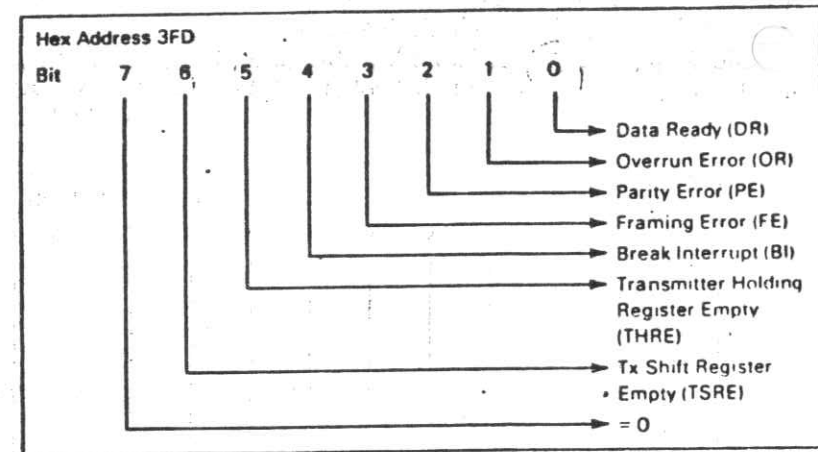 Hex Address 3FD
Bit 7 6 5 4 3 2 1 0
Data Ready (DR)
Overrun Error (OR)
Parity Error (PE)
Framing Error (FE)
Break Interrupt (BI)
Transmitter Holding
Register Empty
(THRE)
Tx Shift Register
Empty (TSRE)
= 0